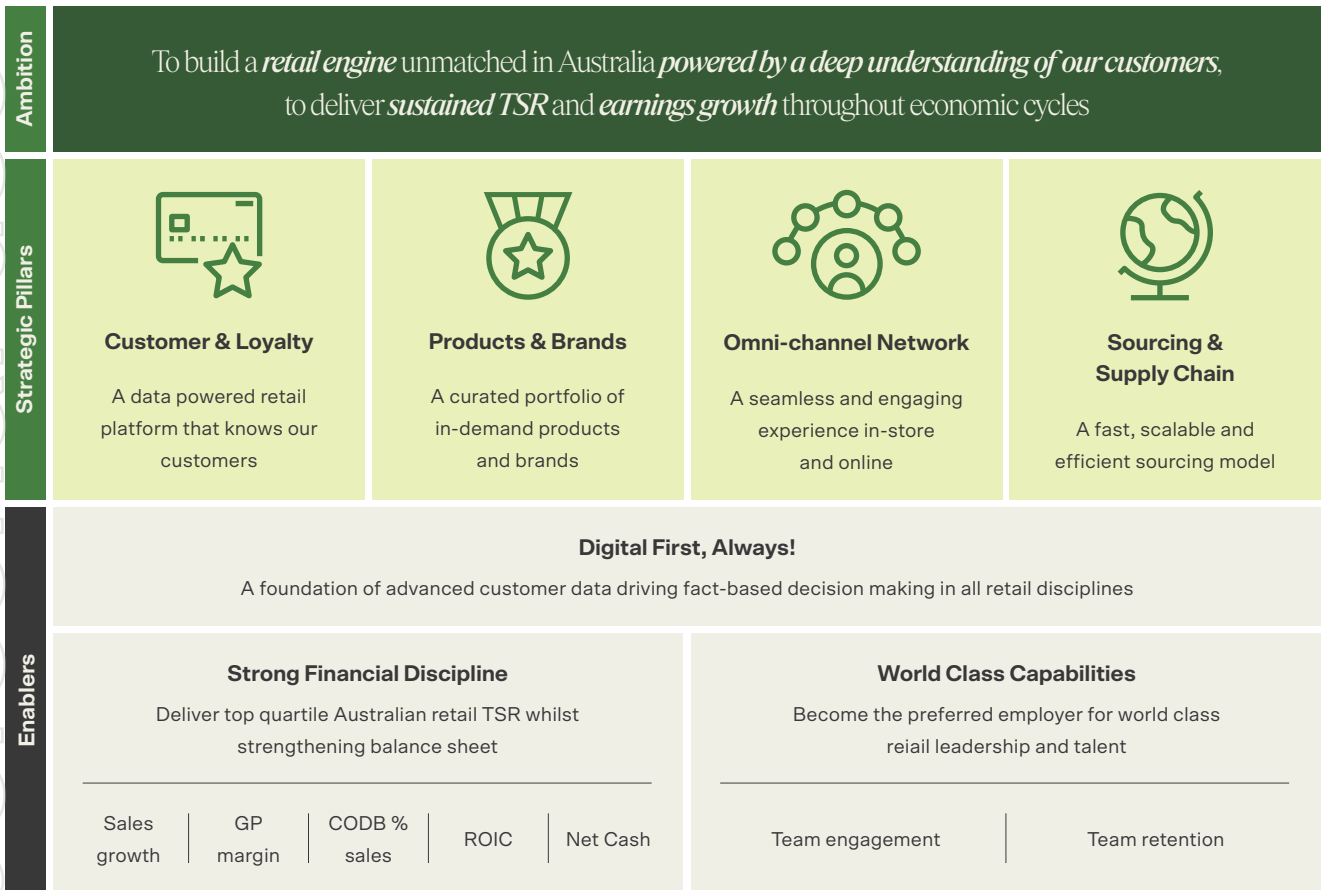 Ambition
To build a retail engine unmatched in Australia powered by a deep understanding of our customers,
to deliver sustained TSR and earnings growth throughout economic cycles
Strategic Pillars
Customer & Loyalty
A data powered retail
platform that knows our
customers
Products & Brands
A curated portfolio of
in-demand products
and brands
Omni-channel Network
A seamless and engaging
experience in-store
and online
Sourcing &
Supply Chain
A fast, scalable and
efficient sourcing model
Enablers
Digital First, Always!
A foundation of advanced customer data driving fact-based decision making in all retail disciplines
Strong Financial Discipline
Deliver top quartile Australian retail TSR whilst
strengthening balance sheet
Sales
growth
GP
margin
CODB %
sales
ROIC
Net Cash
World Class Capabilities
Become the preferred employer for world class
reiail leadership and talent
Team engagement
Team retention